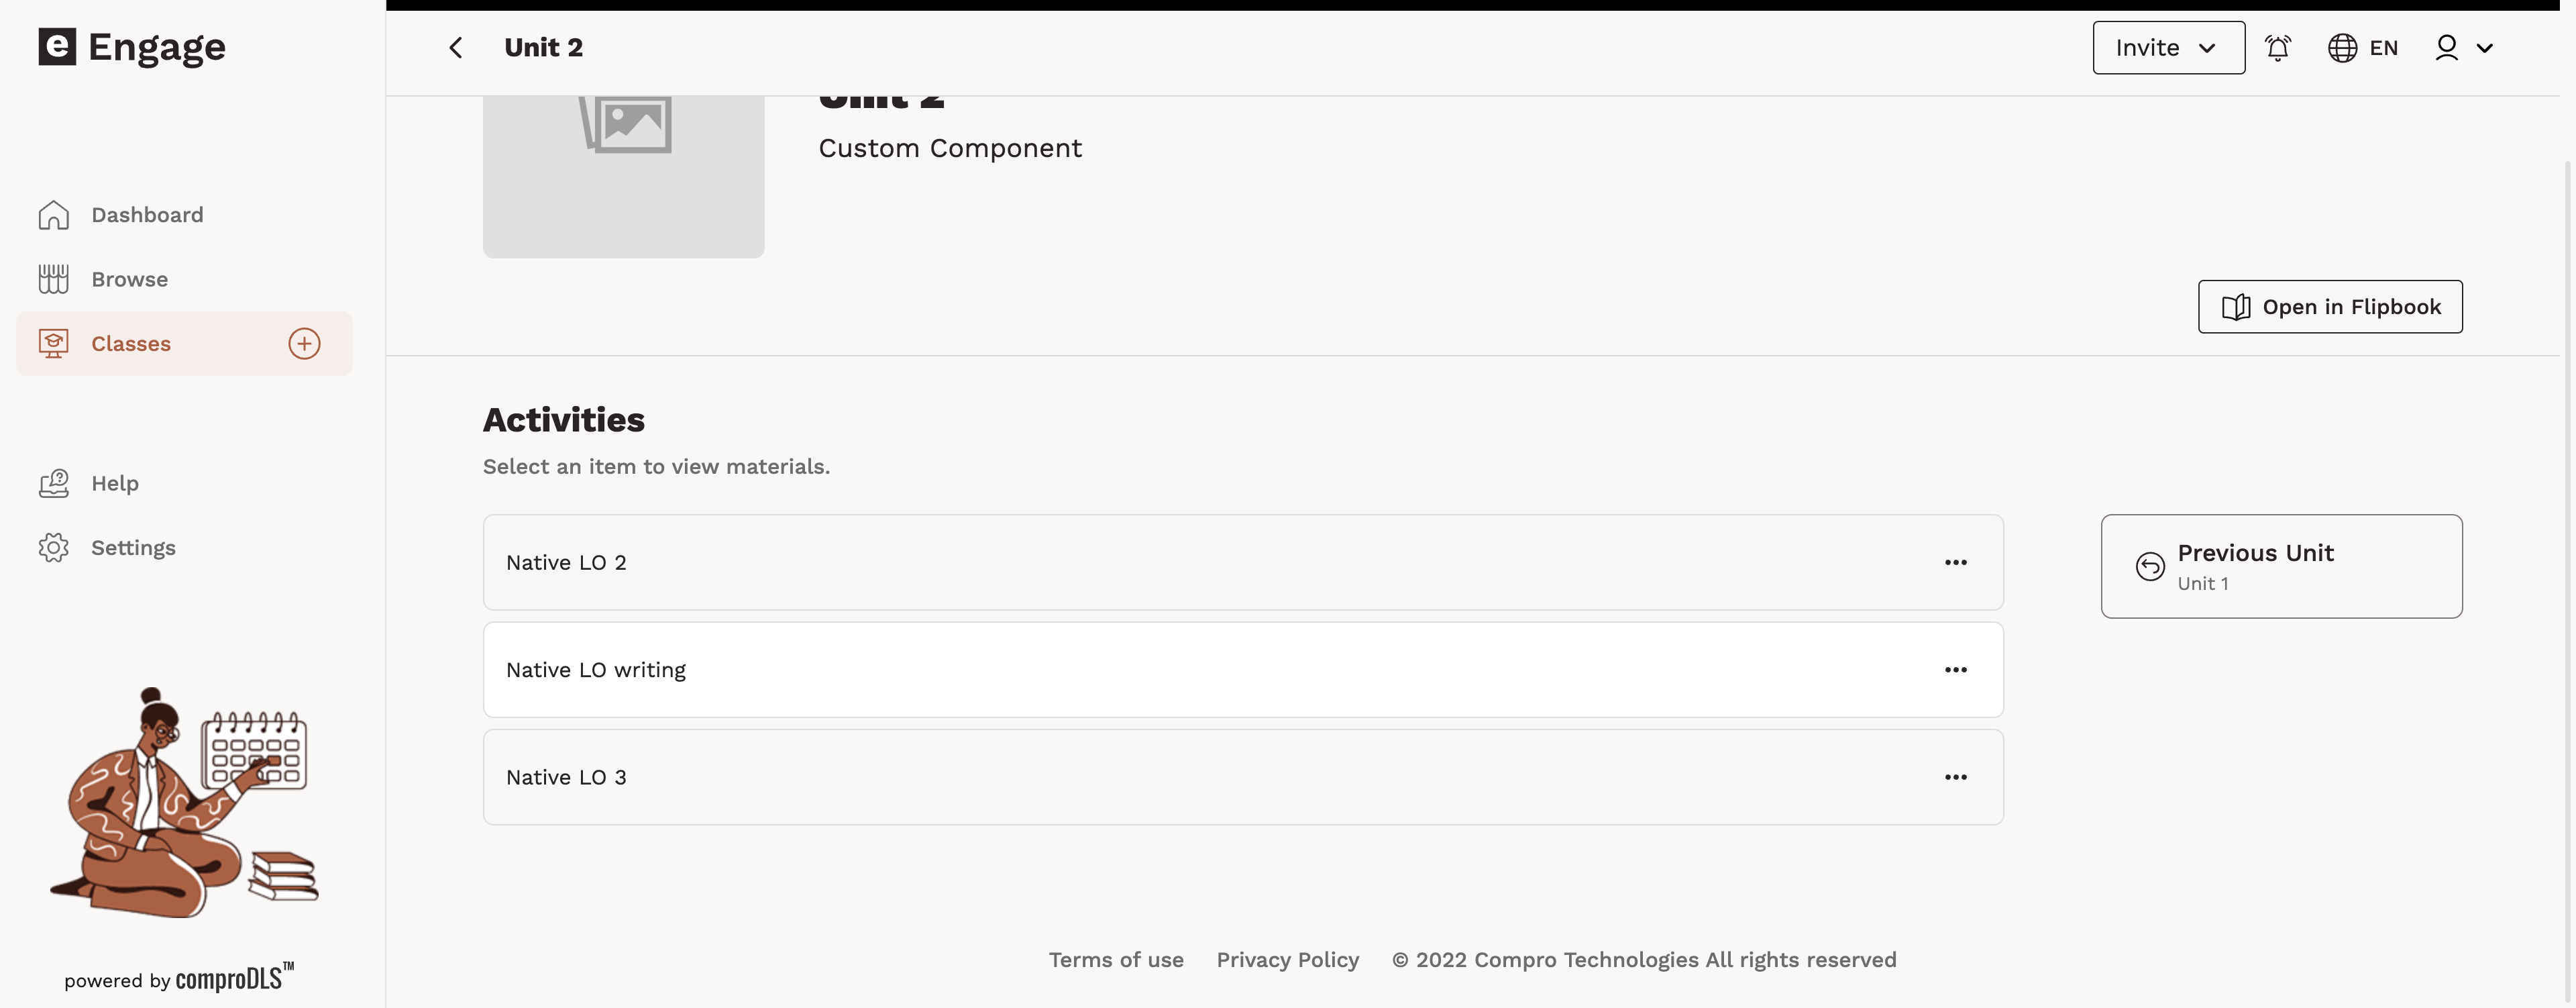 e Engage
Unit 2
Invite
EN
Dashboard
Browse
Classes
Help
Settings
powered by comproDLS™
Unit 2
Custom Component
Open in Flipbook
Activities
Select an item to view materials.
Native LO 2
Native LO writing
Native LO 3
Previous Unit
Unit 1
Terms of use Privacy Policy © 2022 Compro Technologies All rights reserved